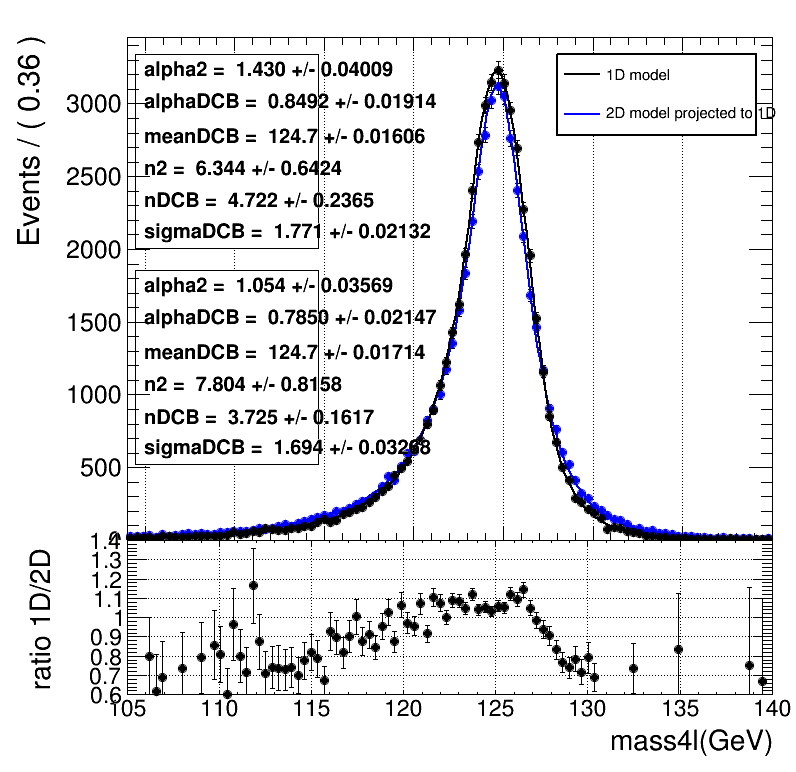 Events / ( 0.36 )
3000
2500
2000
1500
1000
500
0
alpha2 = 1.430 +/- 0.04009
alphaDCB = 0.8492 +/- 0.01914
meanDCB = 124.7 +/- 0.01606
n2 = 6.344 +/- 0.6424
nDCB = 4.722 +/- 0.2365
sigmaDCB = 1.771 +/- 0.02132
alpha2 = 1.054 +/- 0.03569
alphaDCB = 0.7850 +/- 0.02147
meanDCB = 124.7 +/- 0.01714
n2 = 7.804 +/- 0.8158
nDCB = 3.725 +/- 0.1617
sigmaDCB = 1.694 +/- 0.03268
1D model
2D model projected to 1D
ratio 1D/2D
1.4
1.3
1.2
1.1
1
0.9
0.8
0.7
0.6
105 110 115 120 125 130 135 140
mass4l(GeV)